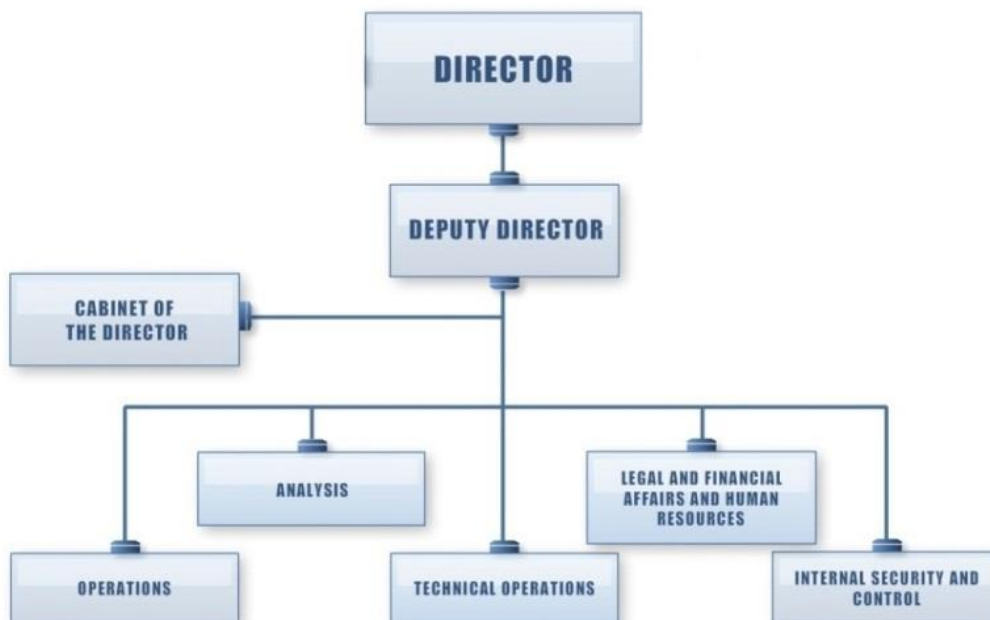 DIRECTOR
DEPUTY DIRECTOR
CABINET OF
THE DIRECTOR
ANALYSIS
LEGAL AND FINANCIAL
AFFAIRS AND HUMAN
RESOURCES
OPERATIONS
TECHNICAL OPERATIONS
INTERNAL SECURITY AND
CONTROL